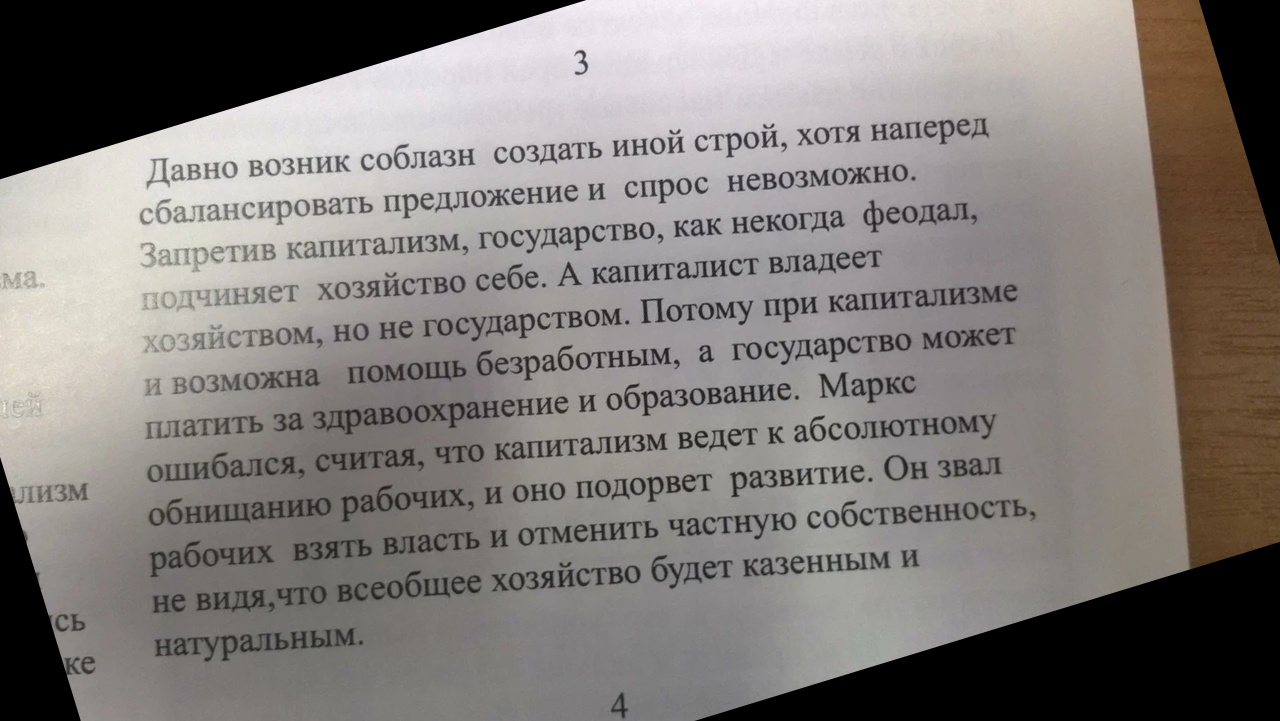 3
Давно возник соблазн создать иной строй, хотя наперед
сбалансировать предложение и спрос невозможно.
Запретив капитализм, государство, как некогда феодал,
подчиняет хозяйство себе. А капиталист владеет
хозяйством, но не государством. Потому при капитализме
и возможна помощь безработным, а государство может
платить за здравоохранение и образование. Маркс
ошибался, считая, что капитализм ведет к абсолютному
обнищанию рабочих, и оно подорвет развитие. Он звал
рабочих взять власть и отменить частную собственность,
не видя,что всеобщее хозяйство будет казенным и
натуральным.
4
ма.
лизм
сь
ке